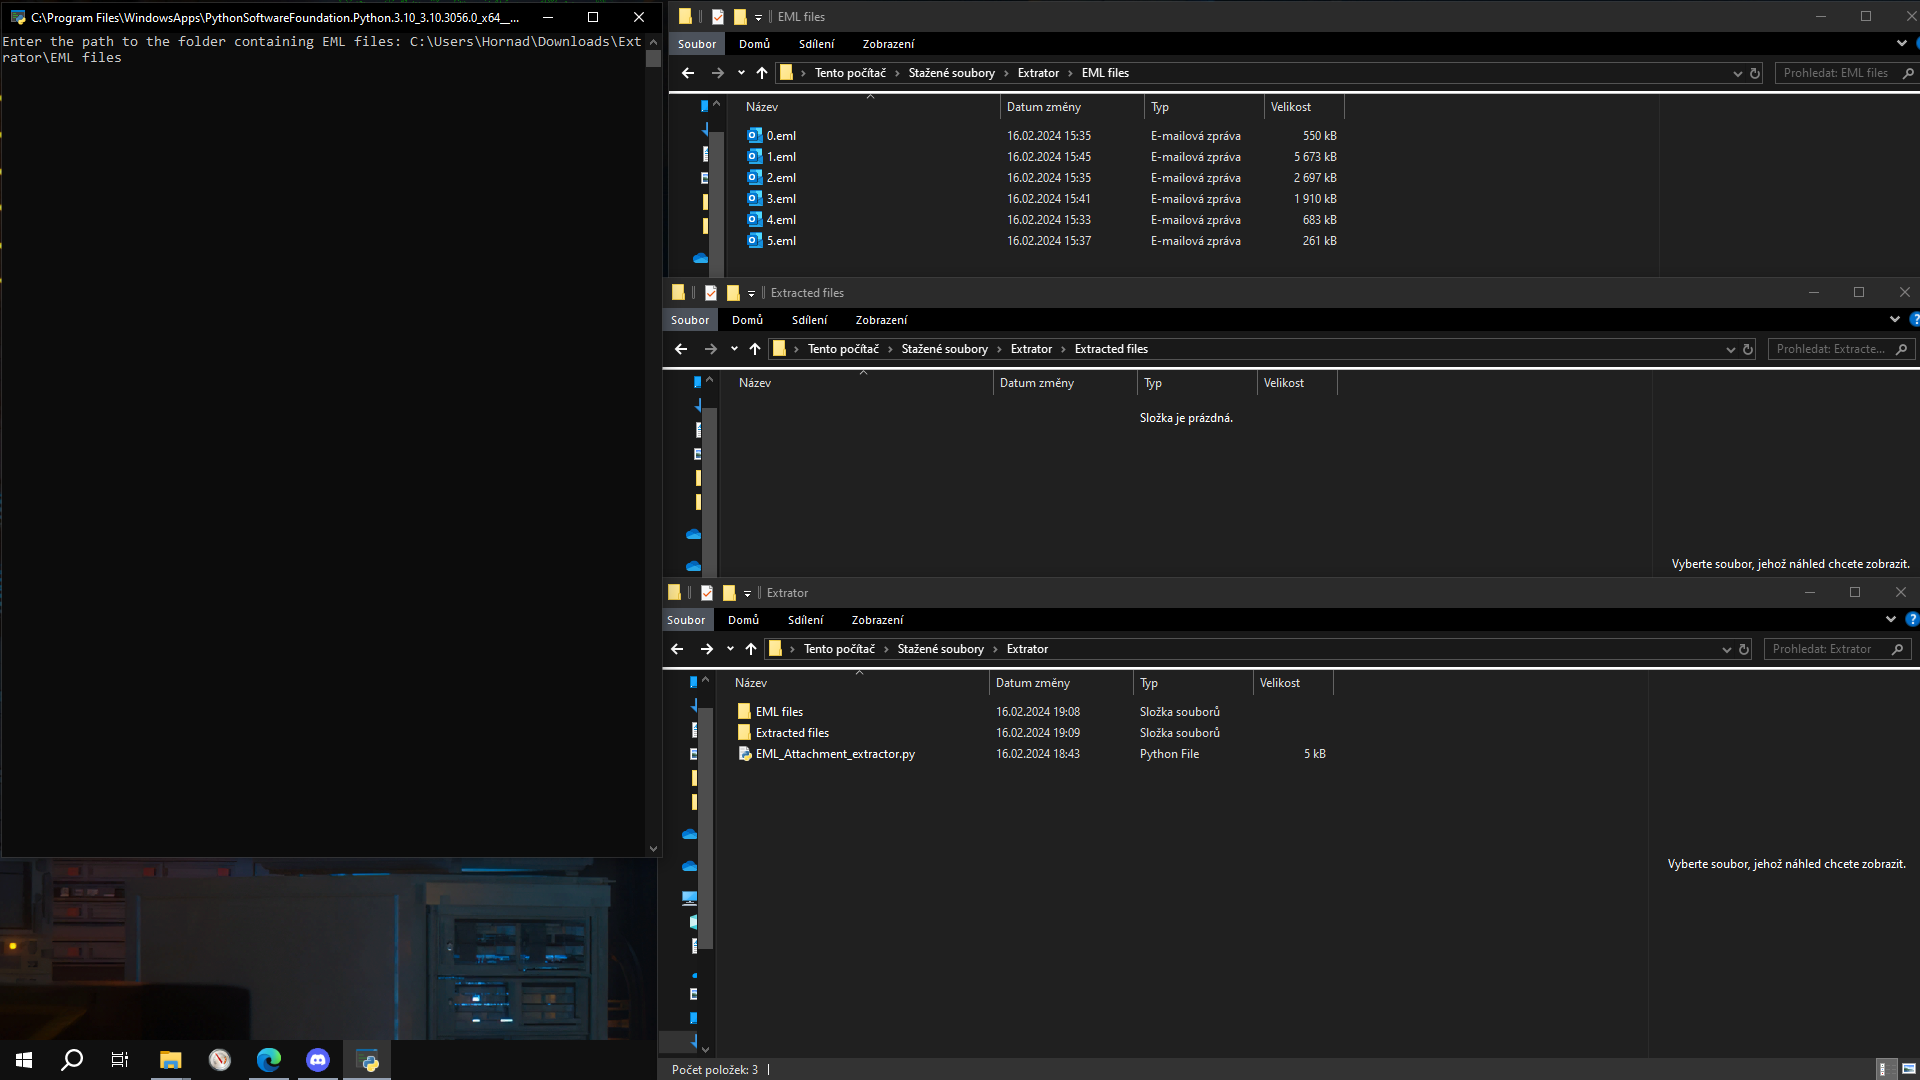 C:\Program Files\WindowsApps\PythonSoftwareFoundation.Python.3.10_3.10.3056.0_x64__...
Enter the path to the folder containing EML files: C:\Users\Hornad\Downloads\Ext
rator\EML files
EML files
Soubor Domů Sdílení Zobrazení
Tento počítač Stažené soubory Extrator EML files
Prohledat: EML files
Název Datum změny Typ Velikost
0.eml 16.02.2024 15:35 E-mailová zpráva 550 kB
1.eml 16.02.2024 15:45 E-mailová zpráva 5 673 kB
2.eml 16.02.2024 15:35 E-mailová zpráva 2 697 kB
3.eml 16.02.2024 15:41 E-mailová zpráva 1 910 kB
4.eml 16.02.2024 15:33 E-mailová zpráva 683 kB
5.eml 16.02.2024 15:37 E-mailová zpráva 261 kB
Extracted files
Soubor Domů Sdílení Zobrazení
Tento počítač Stažené soubory Extrator Extracted files
Prohledat: Extracte...
Název Datum změny Typ Velikost
Složka je prázdná.
Vyberte soubor, jehož náhled chcete zobrazit.
Extrator
Soubor Domů Sdílení Zobrazení
Tento počítač Stažené soubory Extrator
Prohledat: Extrator
Název Datum změny Typ Velikost
EML files 16.02.2024 19:08 Složka souborů
Extracted files 16.02.2024 19:09 Složka souborů
EML_Attachment_extractor.py 16.02.2024 18:43 Python File 5 kB
Vyberte soubor, jehož náhled chcete zobrazit.
Počet položek: 3